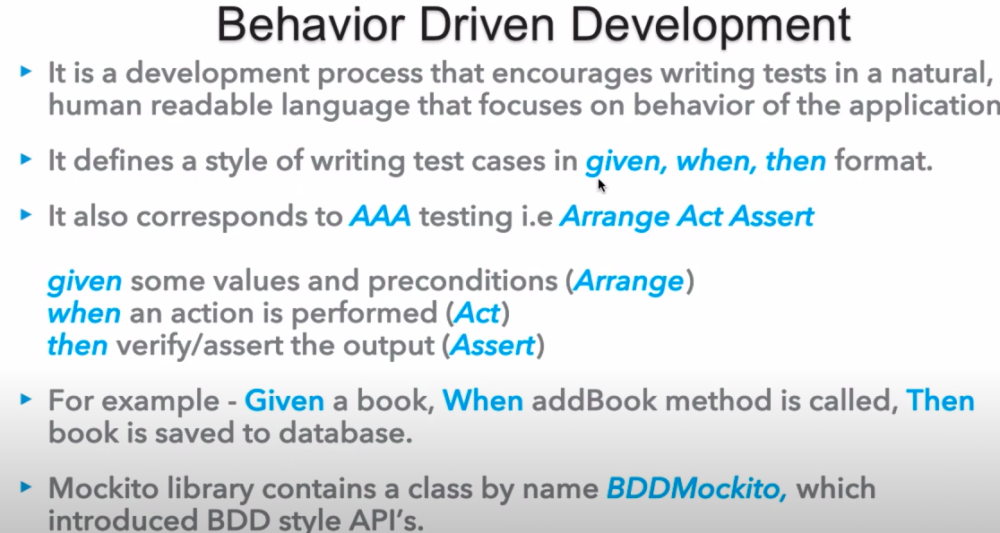 Behavior Driven Development
It is a development process that encourages writing tests in a natural,
human readable language that focuses on behavior of the application
It defines a style of writing test cases in given, when, then format.
It also corresponds to AAA testing i.e Arrange Act Assert
given some values and preconditions (Arrange)
when an action is performed (Act)
then verify/assert the output (Assert)
For example - Given a book, When addBook method is called, Then
book is saved to database.
Mockito library contains a class by name BDDMockito, which
introduced BDD style API's.